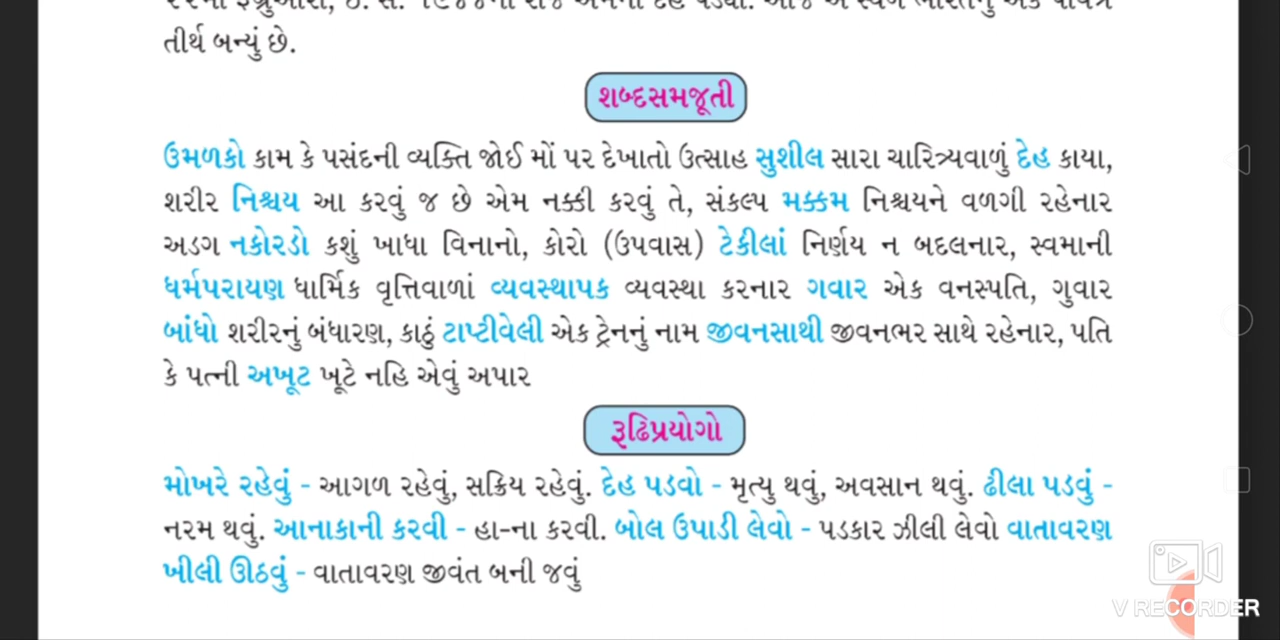 તીર્થ બન્યું છે.
શબ્દસમજૂતી
ઉમળકો કામ કે પસંદની વ્યક્તિ જોઈ મોં પર દેખાતો ઉત્સાહ સુશીલ સારા ચારિત્ર્યવાળું દેહ કાયા,
શરીર નિશ્ચય આ કરવું જ છે એમ નક્કી કરવું તે, સંકલ્પ મક્કમ નિશ્ચયને વળગી રહેનાર
અડગ નકોરડો કશું ખાધા વિનાનો, કોરો (ઉપવાસ) ટેકીલાં નિર્ણય ન બદલનાર, સ્વમાની
ધર્મપરાયણ ધાર્મિક વૃત્તિવાળાં વ્યવસ્થાપક વ્યવસ્થા કરનાર ગવાર એક વનસ્પતિ, ગુવાર
બાંધો શરીરનું બંધારણ, કાઠું ટાપ્ટીવેલી એક ટ્રેનનું નામ જીવનસાથી જીવનભર સાથે રહેનાર, પતિ
કે પત્ની અખૂટ ખૂટે નહિ એવું અપાર
રૂઢિપ્રયોગો
મોખરે રહેવું - આગળ રહેવું, સક્રિય રહેવું. દેહ પડવો - મૃત્યુ થવું, અવસાન થવું. ઢીલા પડવું -
નરમ થવું. આનાકાની કરવી - હા-ના કરવી. બોલ ઉપાડી લેવો - પડકાર ઝીલી લેવો વાતાવરણ
ખીલી ઊઠવું - વાતાવરણ જીવંત બની જવું
V RECORDER